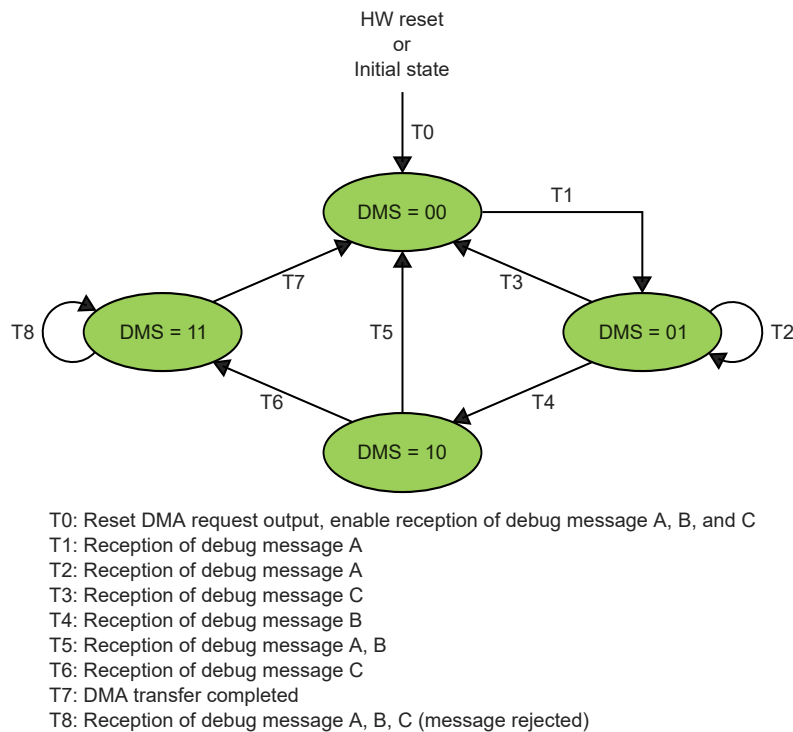 HW reset
or
Initial state
T0
DMS = 00
T1
T7
T3
T8
DMS = 11
T5
DMS = 01
T2
T6
T4
DMS = 10
T0: Reset DMA request output, enable reception of debug message A, B, and C
T1: Reception of debug message A
T2: Reception of debug message A
T3: Reception of debug message C
T4: Reception of debug message B
T5: Reception of debug message A, B
T6: Reception of debug message C
T7: DMA transfer completed
T8: Reception of debug message A, B, C (message rejected)